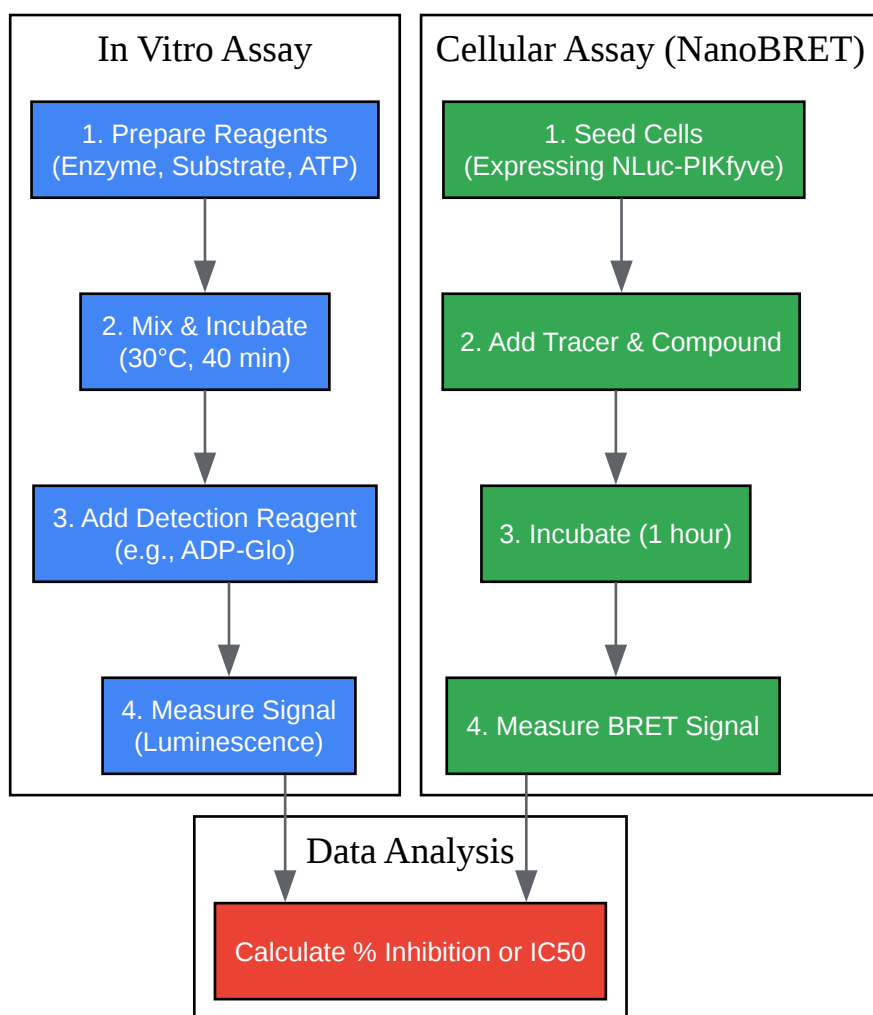 In Vitro Assay
1. Prepare Reagents
(Enzyme, Substrate, ATP)
2. Mix & Incubate
(30°C, 40 min)
3. Add Detection Reagent
(e.g., ADP-Glo)
4. Measure Signal
(Luminescence)
Cellular Assay (NanoBRET)
1. Seed Cells
(Expressing NLuc-PIKfyve)
2. Add Tracer & Compound
3. Incubate (1 hour)
4. Measure BRET Signal
Data Analysis
Calculate % Inhibition or IC50